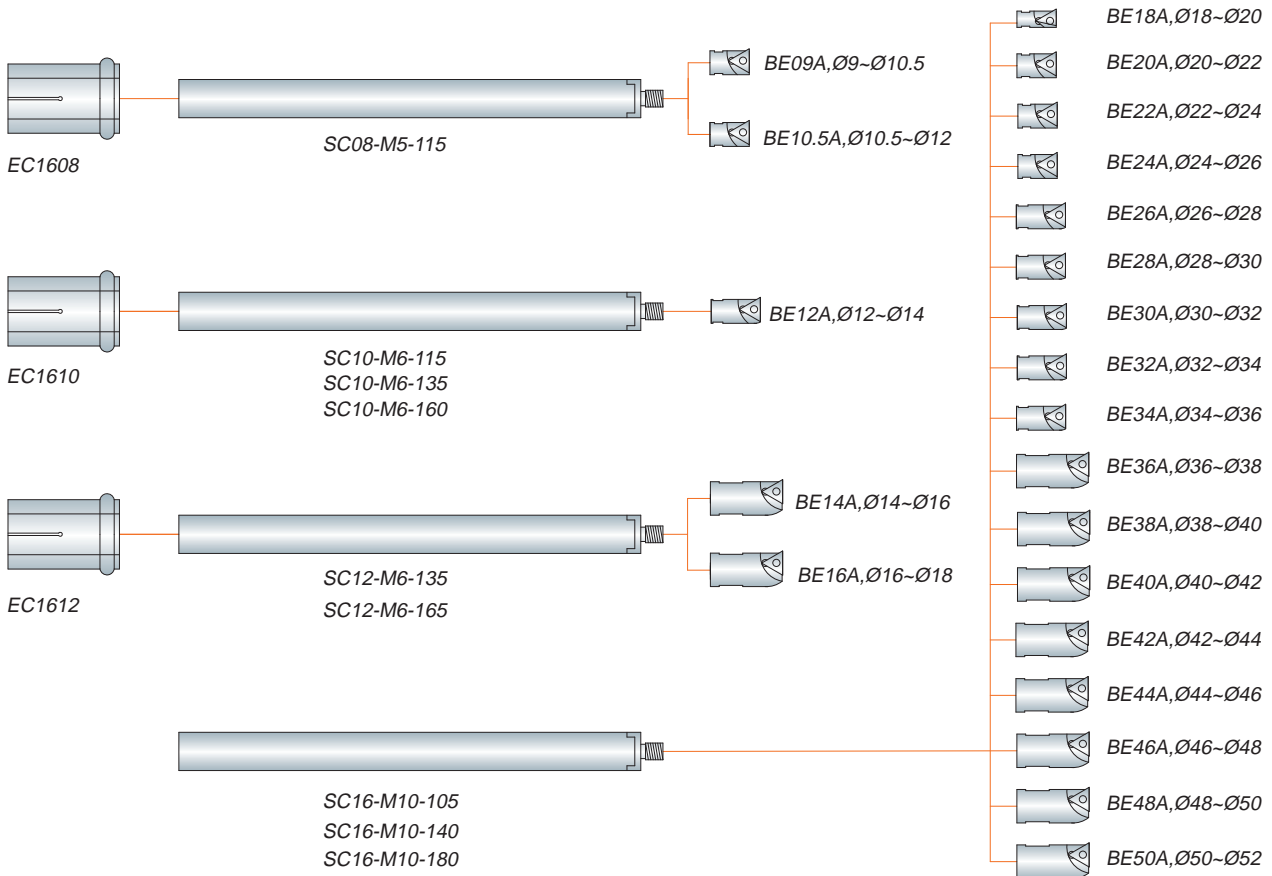 EC1608
SC08-M5-115
BE09A,Ø9~Ø10.5
BE10.5A,Ø10.5~Ø12
EC1610
SC10-M6-115
SC10-M6-135
SC10-M6-160
BE12A,Ø12~Ø14
EC1612
SC12-M6-135
SC12-M6-165
BE14A,Ø14~Ø16
BE16A,Ø16~Ø18
SC16-M10-105
SC16-M10-140
SC16-M10-180
BE18A,Ø18~Ø20
BE20A,Ø20~Ø22
BE22A,Ø22~Ø24
BE24A,Ø24~Ø26
BE26A,Ø26~Ø28
BE28A,Ø28~Ø30
BE30A,Ø30~Ø32
BE32A,Ø32~Ø34
BE34A,Ø34~Ø36
BE36A,Ø36~Ø38
BE38A,Ø38~Ø40
BE40A,Ø40~Ø42
BE42A,Ø42~Ø44
BE44A,Ø44~Ø46
BE46A,Ø46~Ø48
BE48A,Ø48~Ø50
BE50A,Ø50~Ø52